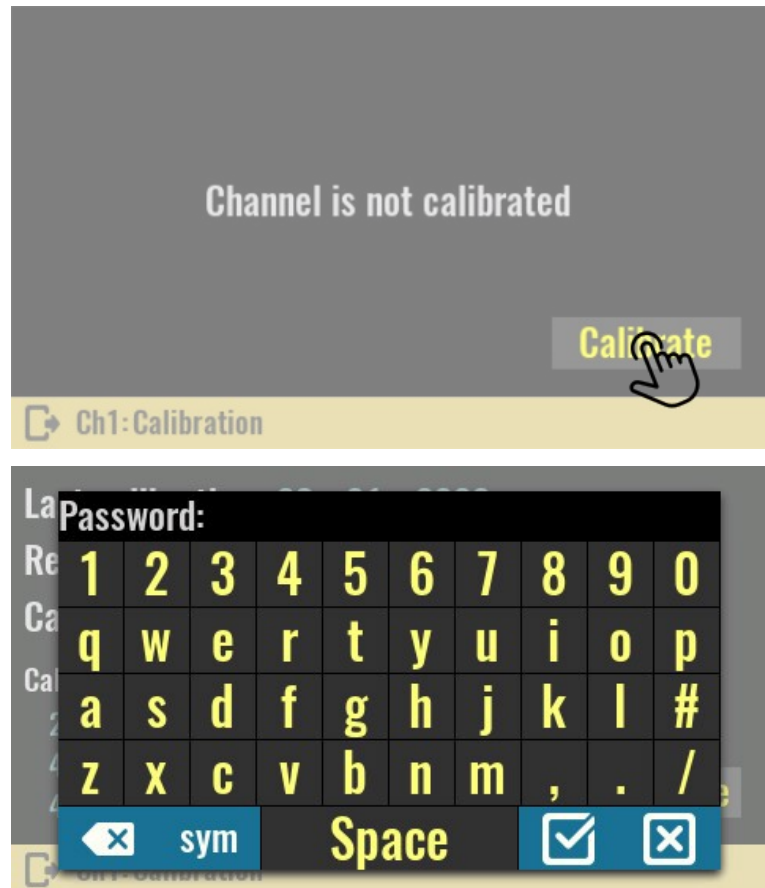 Channel is not calibrated
Calibrate
Ch1: Calibration
Password:
1 2 3 4 5 6 7 8 9 0
q w e r t y u i o p
a s d f g h j k l #
z x c v b n m , . /
sym Space